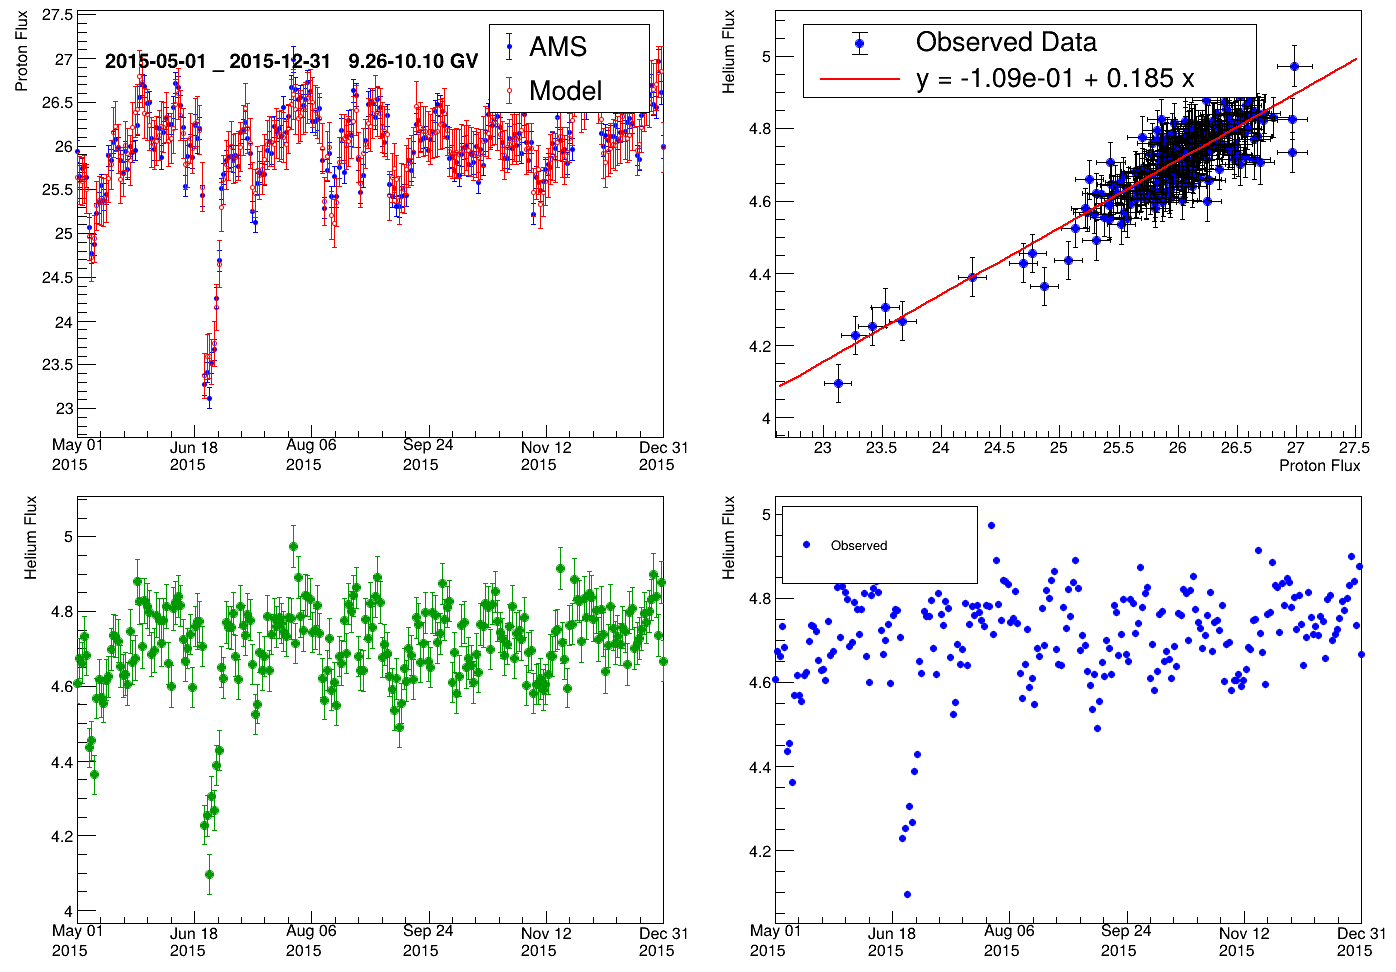 Proton Flux
27.5
27
26.5
26
25.5
25
24.5
24
23.5
23
2015-05-01 _ 2015-12-31 9.26-10.10 GV
AMS
Model
May 01
2015
Jun 18
2015
Aug 06
2015
Sep 24
2015
Nov 12
2015
Dec 31
2015
Helium Flux
5
4.8
4.6
4.4
4.2
4
Observed Data
y = -1.09e-01 + 0.185 x
23
23.5
24
24.5
25
25.5
26
26.5
27
27.5
Proton Flux
Helium Flux
5
4.8
4.6
4.4
4.2
4
May 01
2015
Jun 18
2015
Aug 06
2015
Sep 24
2015
Nov 12
2015
Dec 31
2015
Helium Flux
5
4.8
4.6
4.4
4.2
Observed
May 01
2015
Jun 18
2015
Aug 06
2015
Sep 24
2015
Nov 12
2015
Dec 31
2015